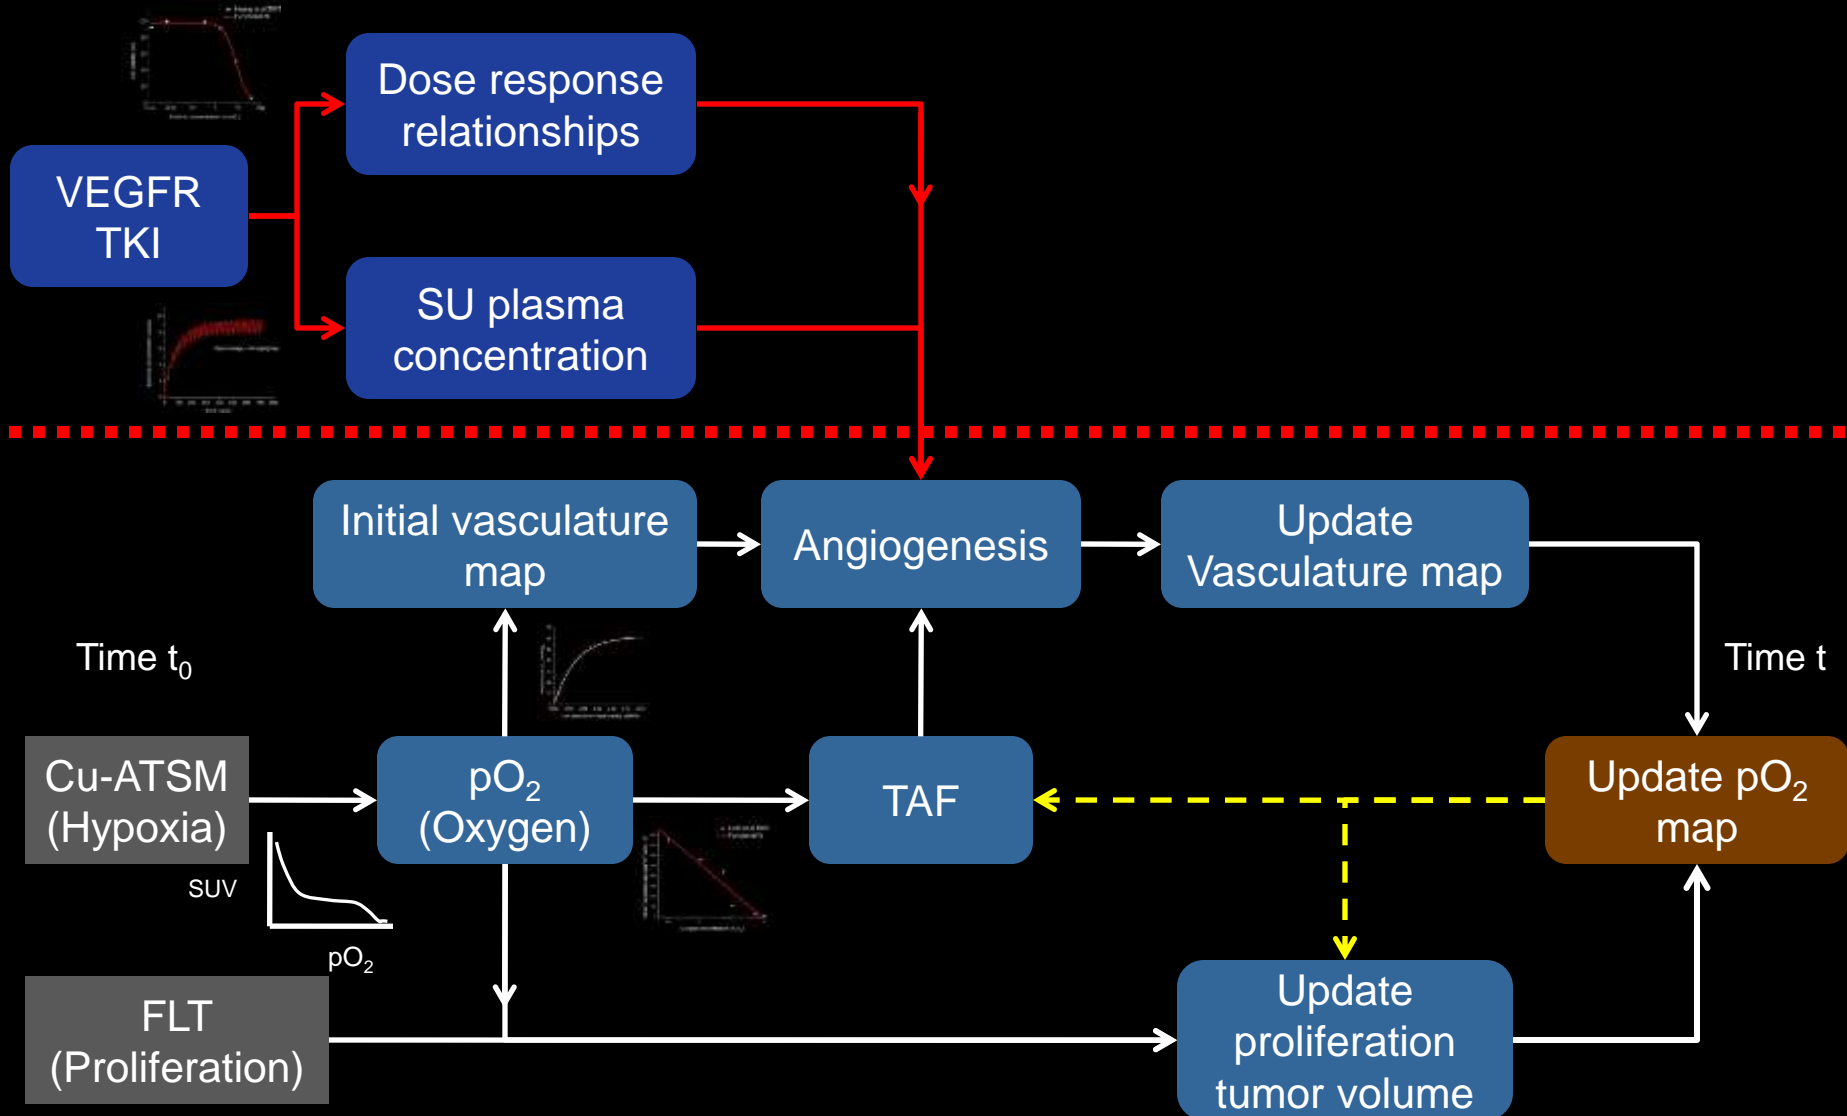 Dose response
relationships
VEGFR
TKI
SU plasma
concentration
Initial vasculature
map
Angiogenesis
Update
Vasculature map
Time t₀
Time t
Cu-ATSM
(Hypoxia)
pO₂
(Oxygen)
TAF
Update pO₂
map
SUV
pO₂
FLT
(Proliferation)
Update
proliferation
tumor volume